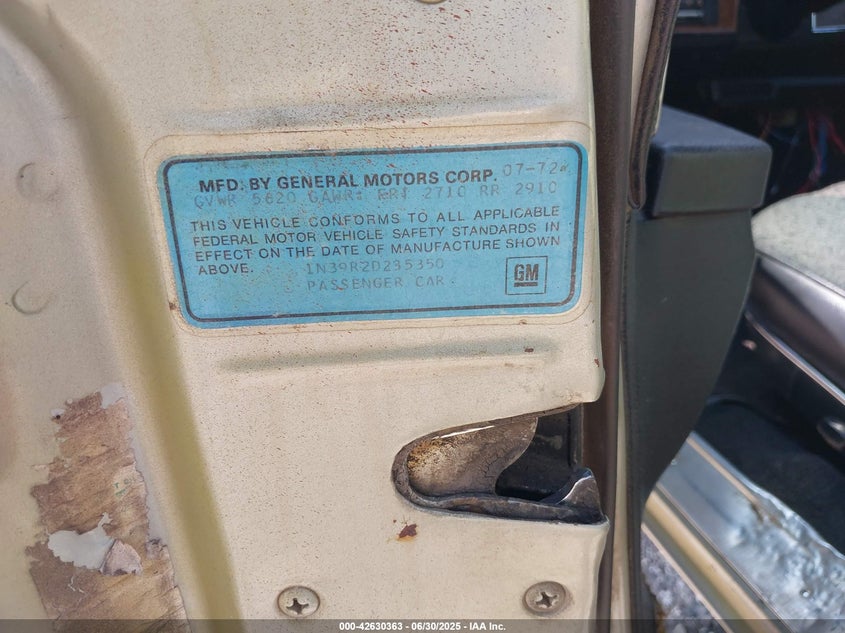 MFD. BY GENERAL MOTORS CORP. 07-72
GVWR 5620 GAWR: FR: 2710 RR 2910
THIS VEHICLE CONFORMS TO ALL APPLICABLE
FEDERAL MOTOR VEHICLE SAFETY STANDARDS IN
EFFECT ON THE DATE OF MANUFACTURE SHOWN
ABOVE. 1N39R2D235350
PASSENGER CAR
GM
000-42630363 - 06/30/2025 - IAA Inc.